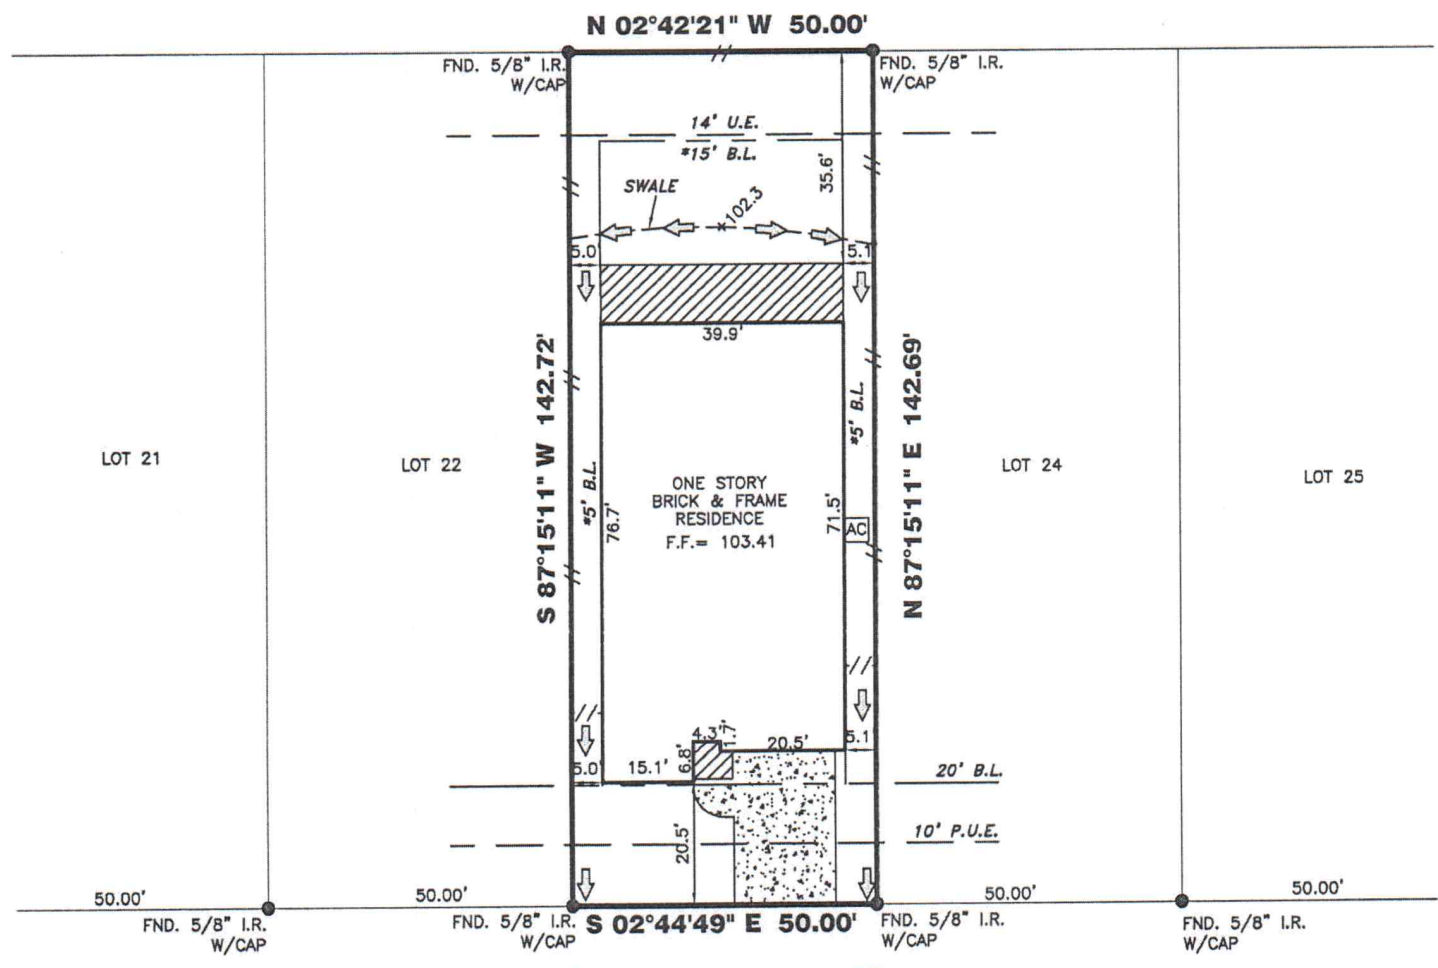 N 02°42'21" W 50.00'
FND. 5/8" I.R.
W/CAP
FND. 5/8" I.R.
W/CAP
14' U.E.
*15' B.L.
35.6'
SWALE
102.3
5.0'
5.1
39.9'
S 87°15'11" W 142.72'
N 87°15'11" E 142.69'
*5' B.L.
*5' B.L.
LOT 21
LOT 22
LOT 24
LOT 25
ONE STORY
BRICK & FRAME
RESIDENCE
F.F.= 103.41
76.7'
71.5'
AC
4.3'
1.7'
20.5'
5.1
6.8'
15.1'
5.0'
20' B.L.
10' P.U.E.
20.5'
50.00'
50.00'
50.00'
50.00'
FND. 5/8" I.R.
W/CAP
FND. 5/8" I.R.
W/CAP
S 02°44'49" E 50.00'
FND. 5/8" I.R.
W/CAP
FND. 5/8" I.R.
W/CAP